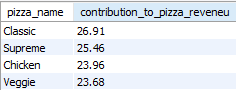 pizza_name contribution_to_pizza_reveneu
Classic 26.91
Supreme 25.46
Chicken 23.96
Veggie 23.68